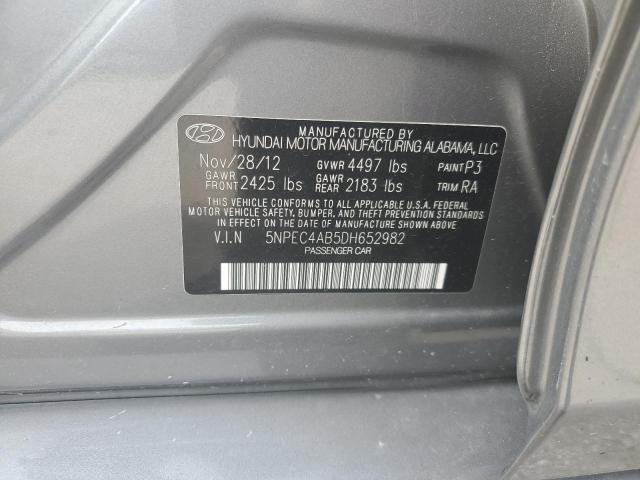 MANUFACTURED BY
HYUNDAI MOTOR MANUFACTURING ALABAMA, LLC
Nov/28/12 GVWR 4497 lbs PAINT P3
GAWR FRONT 2425 lbs GAWR REAR 2183 lbs TRIM RA
THIS VEHICLE CONFORMS TO ALL APPLICABLE U.S.A. FEDERAL
MOTOR VEHICLE SAFETY, BUMPER, AND THEFT PREVENTION STANDARDS
IN EFFECT ON THE DATE OF MANUFACTURE SHOWN ABOVE.
V.I.N 5NPEC4AB5DH652982
PASSENGER CAR